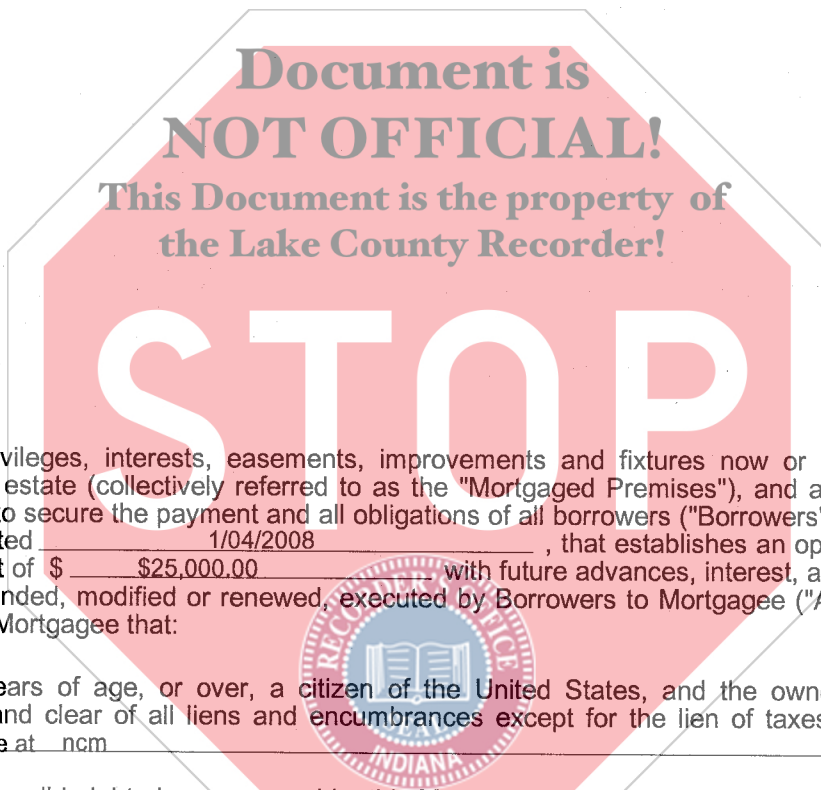 Document is
NOT OFFICIAL!
This Document is the property of
the Lake County Recorder!
STOP
vileges, interests, easements, improvements and fixtures now or
estate (collectively referred to as the "Mortgaged Premises"), and a
to secure the payment and all obligations of all borrowers ("Borrowers"
ted 1/04/2008 , that establishes an op
t of $ $25,000.00 with future advances, interest, a
nded, modified or renewed, executed by Borrowers to Mortgagee ("A
Mortgagee that:
RECORDER'S OFFICE
SEAL
INDIANA
ears of age, or over, a citizen of the United States, and the own
and clear of all liens and encumbrances except for the lien of taxes
e at ncm